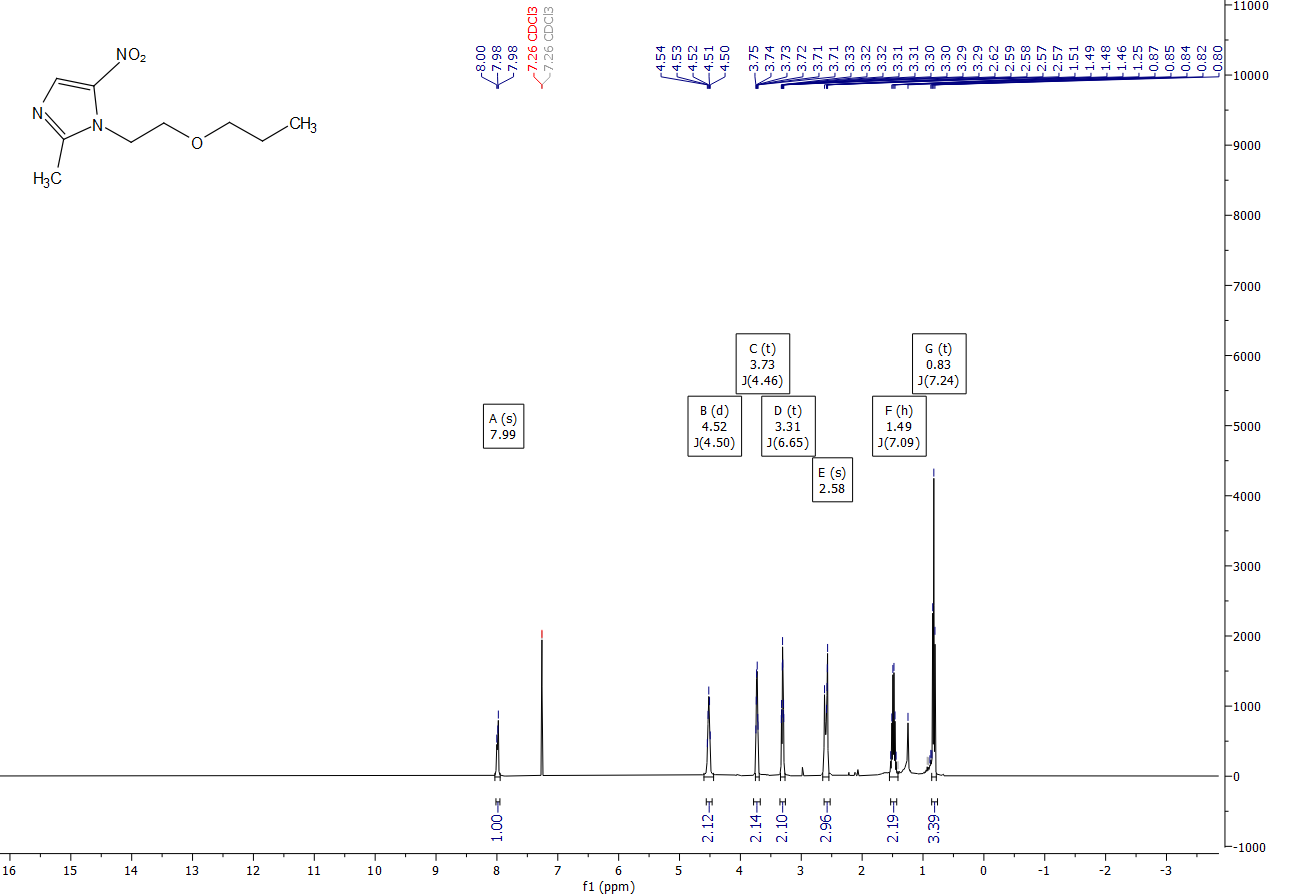 NO2
N
N
O
CH3
H3C
8.00
7.98
7.98
7.26 CDCl3
7.26 CDCl3
4.54
4.53
4.52
4.51
4.50
3.75
3.74
3.73
3.72
3.71
3.71
3.33
3.32
3.32
3.31
3.31
3.30
3.30
3.29
3.29
2.62
2.59
2.58
2.57
2.57
1.51
1.49
1.48
1.46
1.25
0.87
0.85
0.84
0.82
0.80
C (t)
3.73
J(4.46)
G (t)
0.83
J(7.24)
A (s)
7.99
B (d)
4.52
J(4.50)
D (t)
3.31
J(6.65)
F (h)
1.49
J(7.09)
E (s)
2.58
1.00
2.12
2.14
2.10
2.96
2.19
3.39
11000
10000
9000
8000
7000
6000
5000
4000
3000
2000
1000
0
-1000
16 15 14 13 12 11 10 9 8 7 6 5 4 3 2 1 0 -1 -2 -3
f1 (ppm)